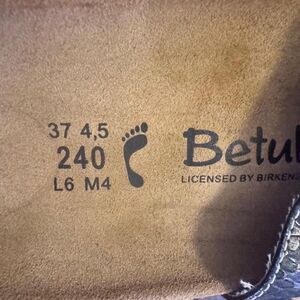 37 4,5
240
L6 M4
Betul
LICENSED BY BIRKEN